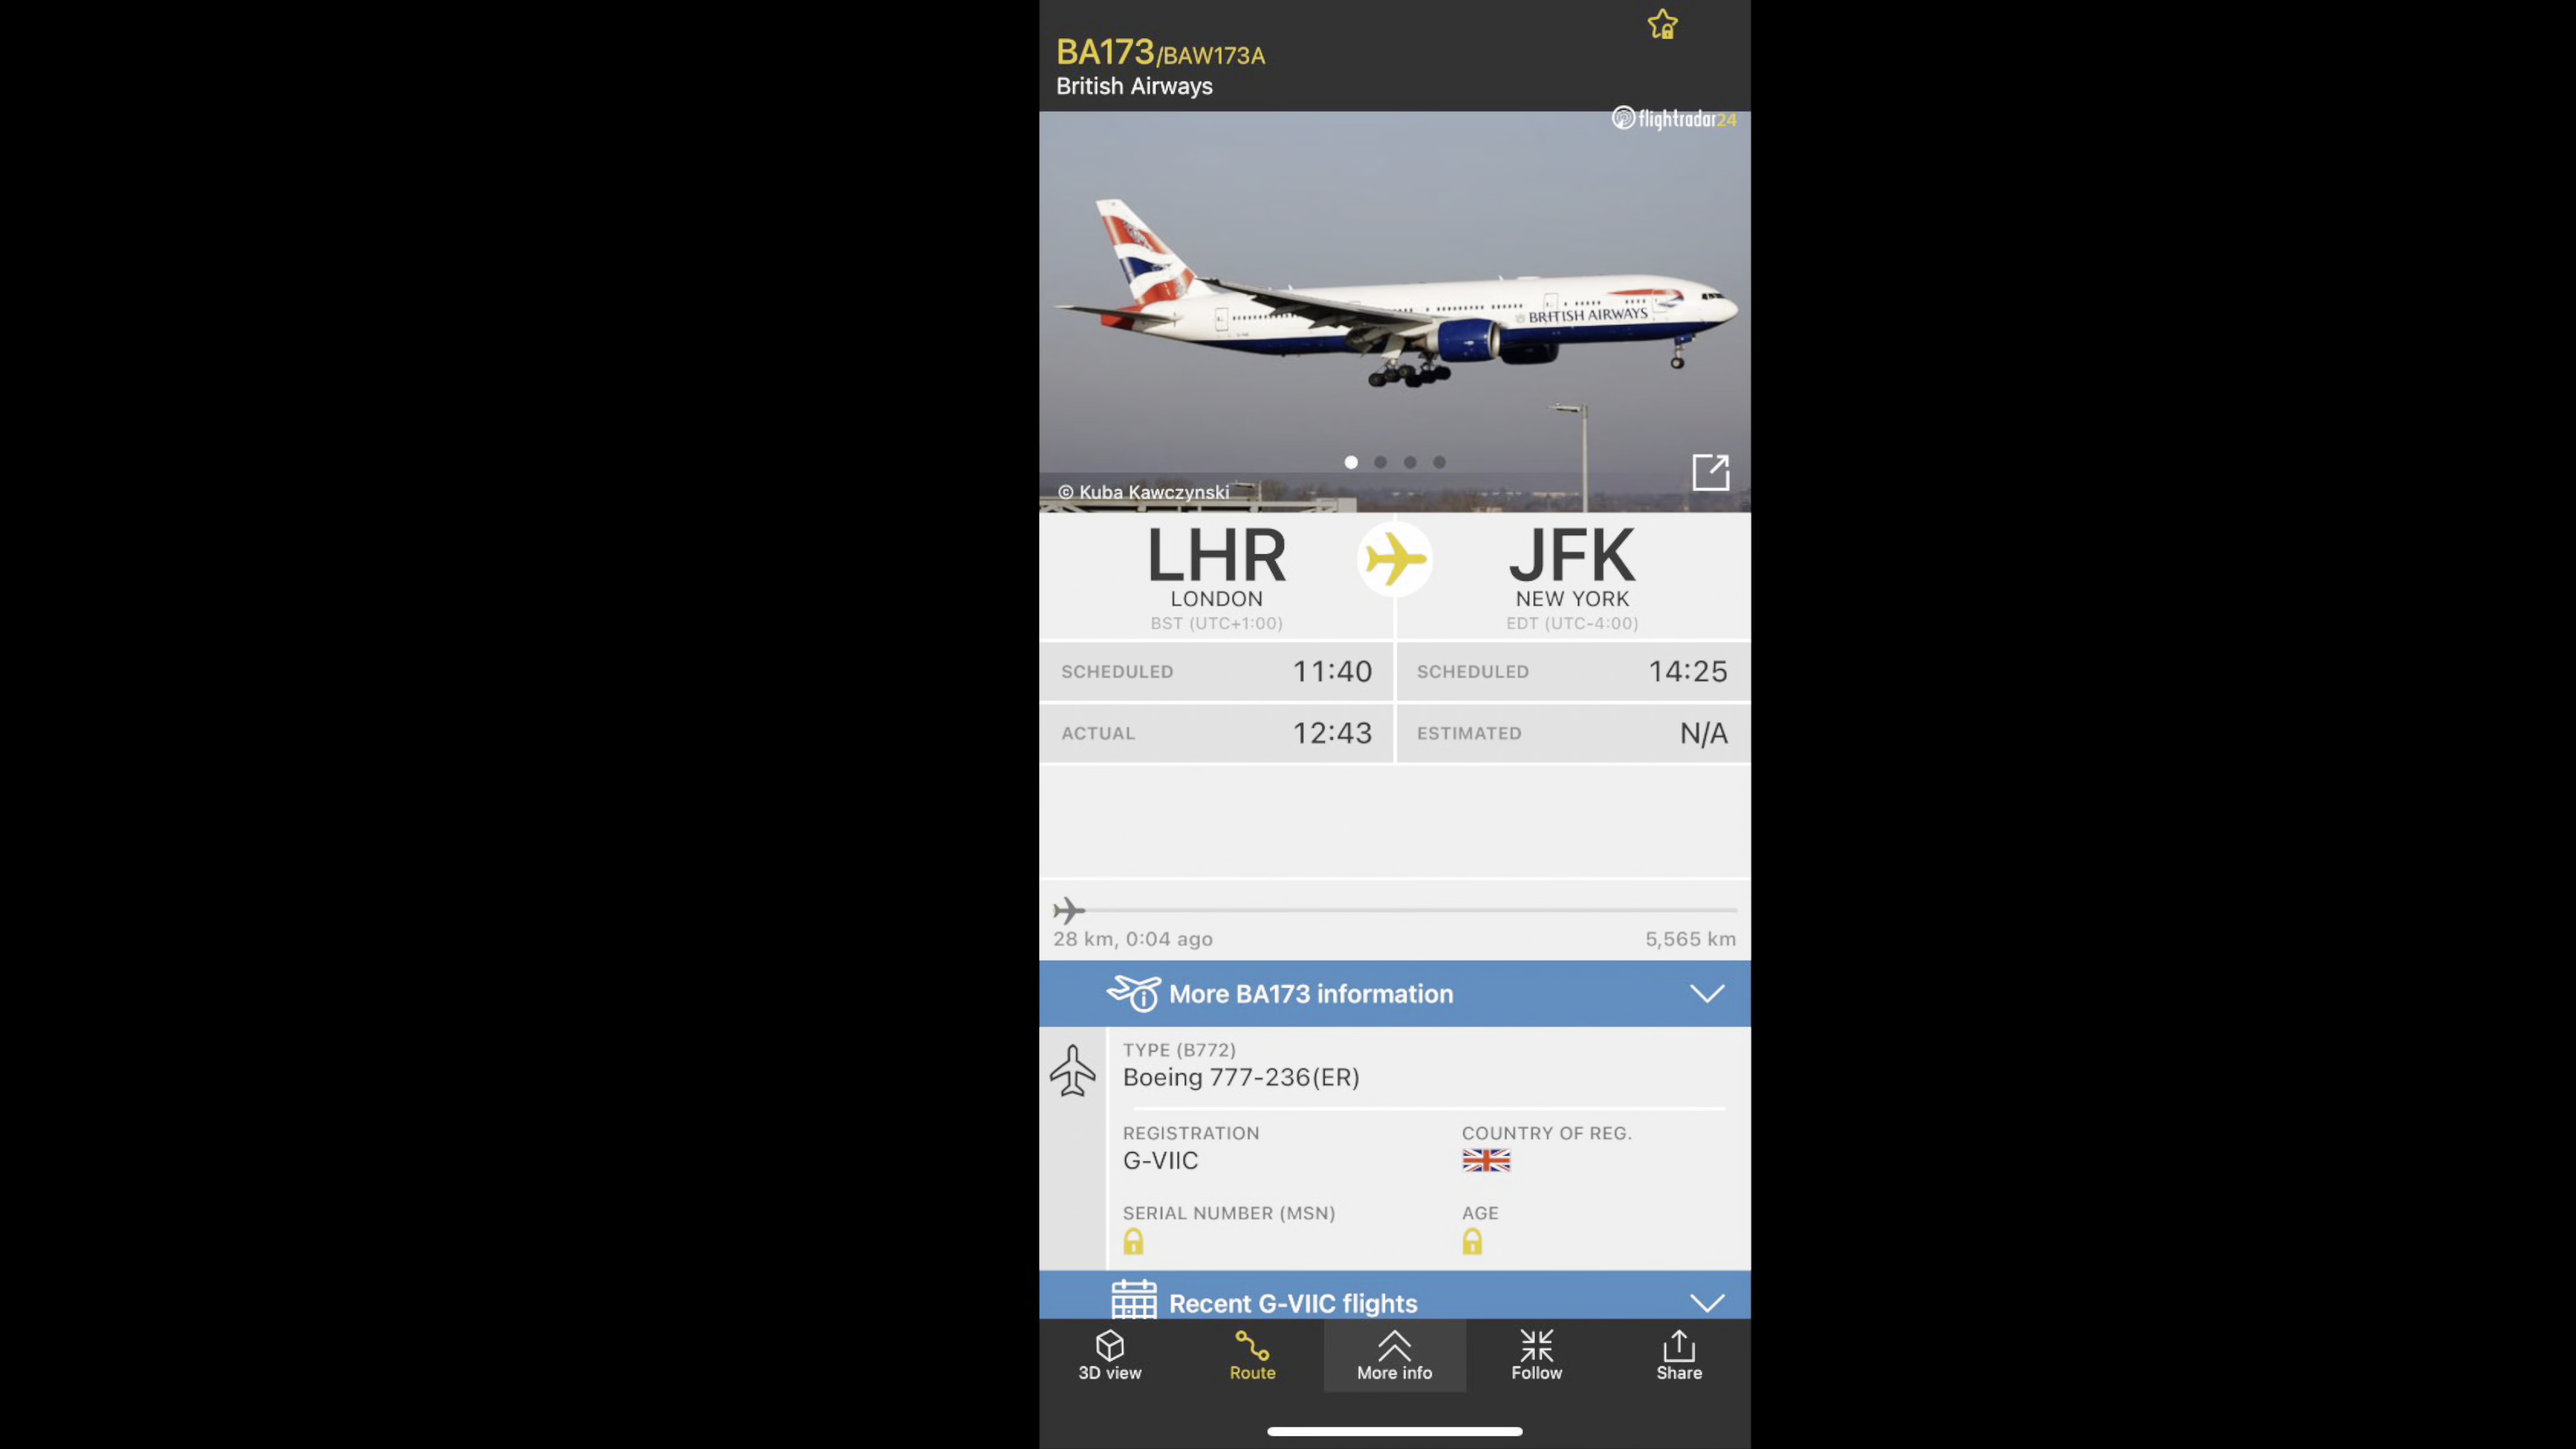 BA173/BAW173A
British Airways
flightradar24
BRITISH AIRWAYS
© Kuba Kawczynski
LHR
LONDON
BST (UTC+1:00)
JFK
NEW YORK
EDT (UTC-4:00)
SCHEDULED 11:40
SCHEDULED 14:25
ACTUAL 12:43
ESTIMATED N/A
28 km, 0:04 ago
5,565 km
More BA173 information
TYPE (B772)
Boeing 777-236(ER)
REGISTRATION
G-VIIC
COUNTRY OF REG.
SERIAL NUMBER (MSN)
AGE
Recent G-VIIC flights
3D view
Route
More info
Follow
Share